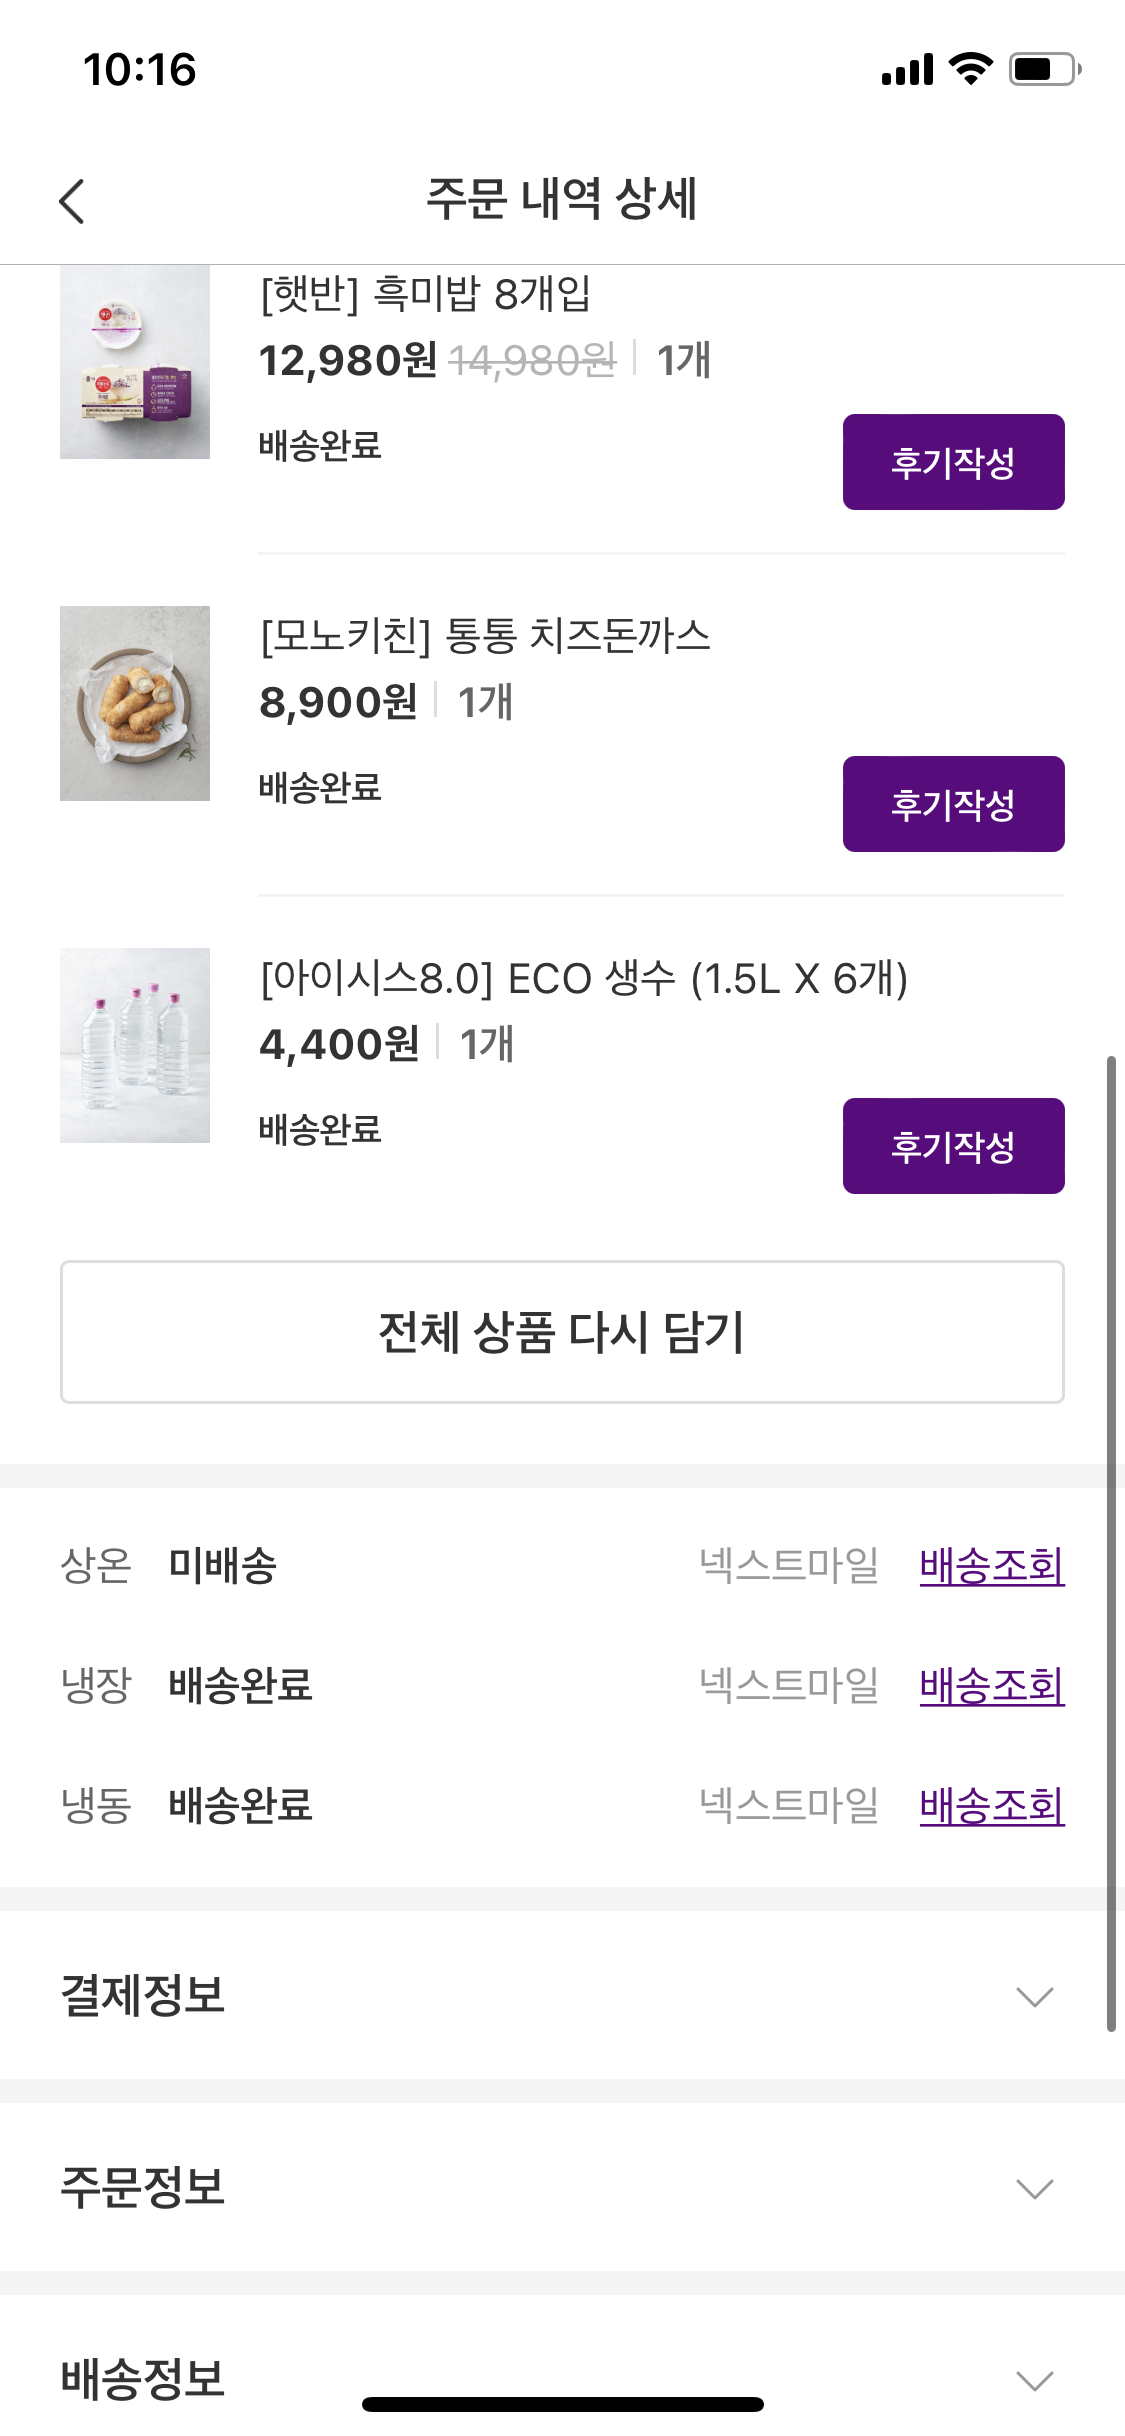 10:16
주문 내역 상세
[햇반] 흑미밥 8개입
12,980원 14,980원 1개
배송완료
후기작성
[모노키친] 통통 치즈돈까스
8,900원 1개
배송완료
후기작성
[아이시스8.0] ECO 생수 (1.5L X 6개)
4,400원 1개
배송완료
후기작성
전체 상품 다시 담기
상온 미배송 넥스트마일 배송조회
냉장 배송완료 넥스트마일 배송조회
냉동 배송완료 넥스트마일 배송조회
결제정보
주문정보
배송정보